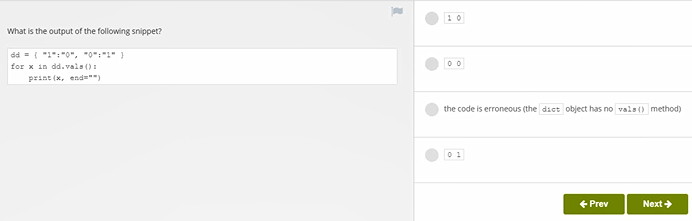 What is the output of the following snippet?
dd = { "1":"0", "0":"1" }
for x in dd.vals():
    print(x, end="")
1 0
0 0
the code is erroneous (the dict object has no vals() method)
0 1
← Prev
Next →